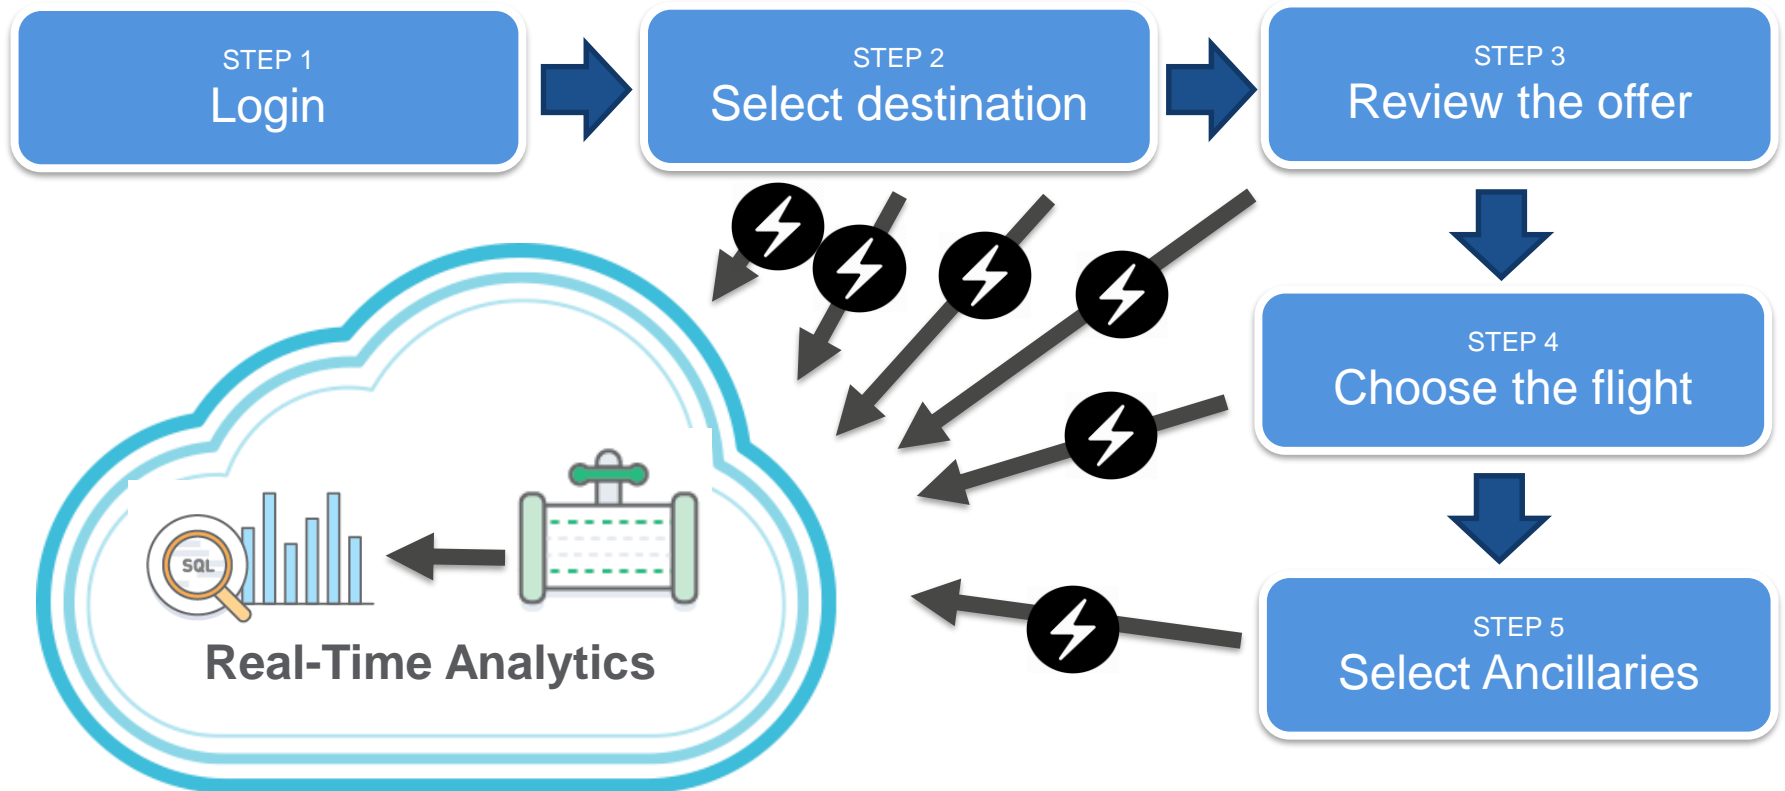 STEP 1
Login
STEP 2
Select destination
STEP 3
Review the offer
STEP 4
Choose the flight
SQL
Real-Time Analytics
STEP 5
Select Ancillaries